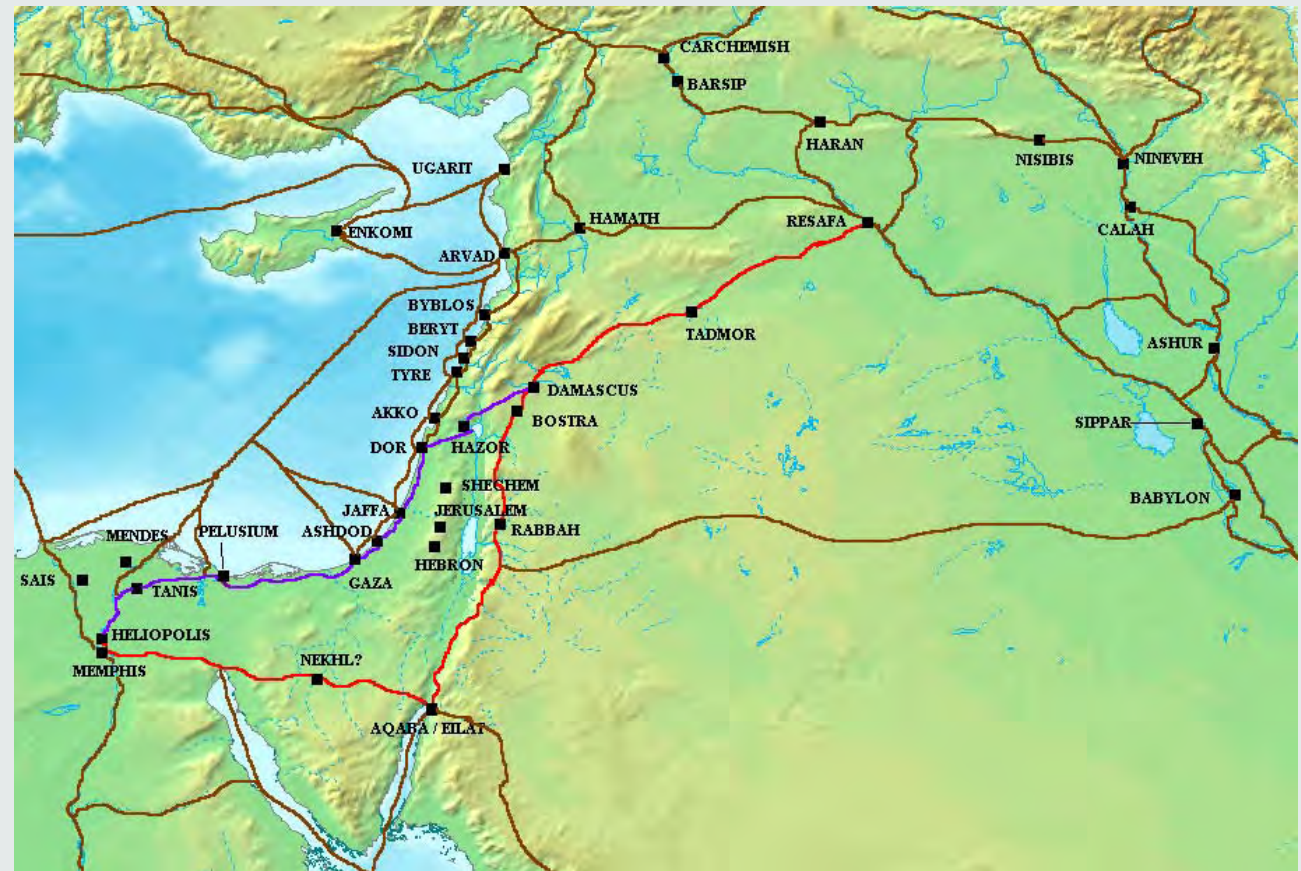 CARCHEMISH
BARSIP
HARAN
NISIBIS
NINEVEH
UGARIT
HAMATH
RESAFA
CALAH
ENKOMI
ARVAD
BYBLOS
BERYT
TADMOR
SIDON
ASHUR
TYRE
DAMASCUS
AKKO
BOSTRA
SIPPAR
DOR
HAZOR
SHECHEM
BABYLON
JAFFA
JERUSALEM
ASHDOD
RABBAH
MENDES
PELUSIUM
HEBRON
SAIS
GAZA
TANIS
HELIOPOLIS
NEKHL?
MEMPHIS
AQABA / EILAT